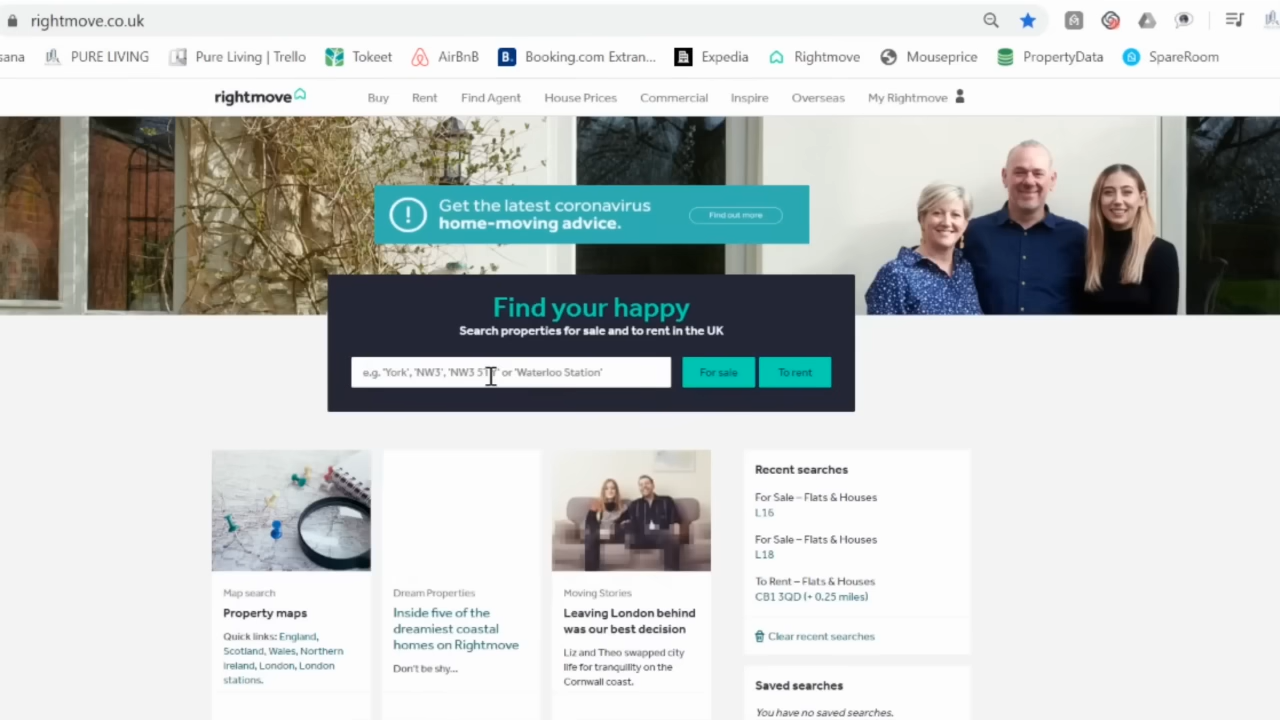 rightmove.co.uk
sana PURE LIVING Pure Living | Trello Tokeet AirBnB Booking.com Extran... Expedia Rightmove Mouseprice PropertyData SpareRoom
rightmove Buy Rent Find Agent House Prices Commercial Inspire Overseas My Rightmove
Get the latest coronavirus
home-moving advice.
Find out more
Find your happy
Search properties for sale and to rent in the UK
e.g. 'York', 'NW3', 'NW3 or 'Waterloo Station'
For sale To rent
Map search
Property maps
Quick links: England,
Scotland, Wales, Northern
Ireland, London, London
stations.
Dream Properties
Inside five of the
dreamiest coastal
homes on Rightmove
Don't be shy...
Moving Stories
Leaving London behind
was our best decision
Liz and Theo swapped city
life for tranquility on the
Cornwall coast.
Recent searches
For Sale – Flats & Houses
L16
For Sale – Flats & Houses
L18
To Rent – Flats & Houses
CB1 3QD (+ 0.25 miles)
Clear recent searches
Saved searches
You have no saved searches.